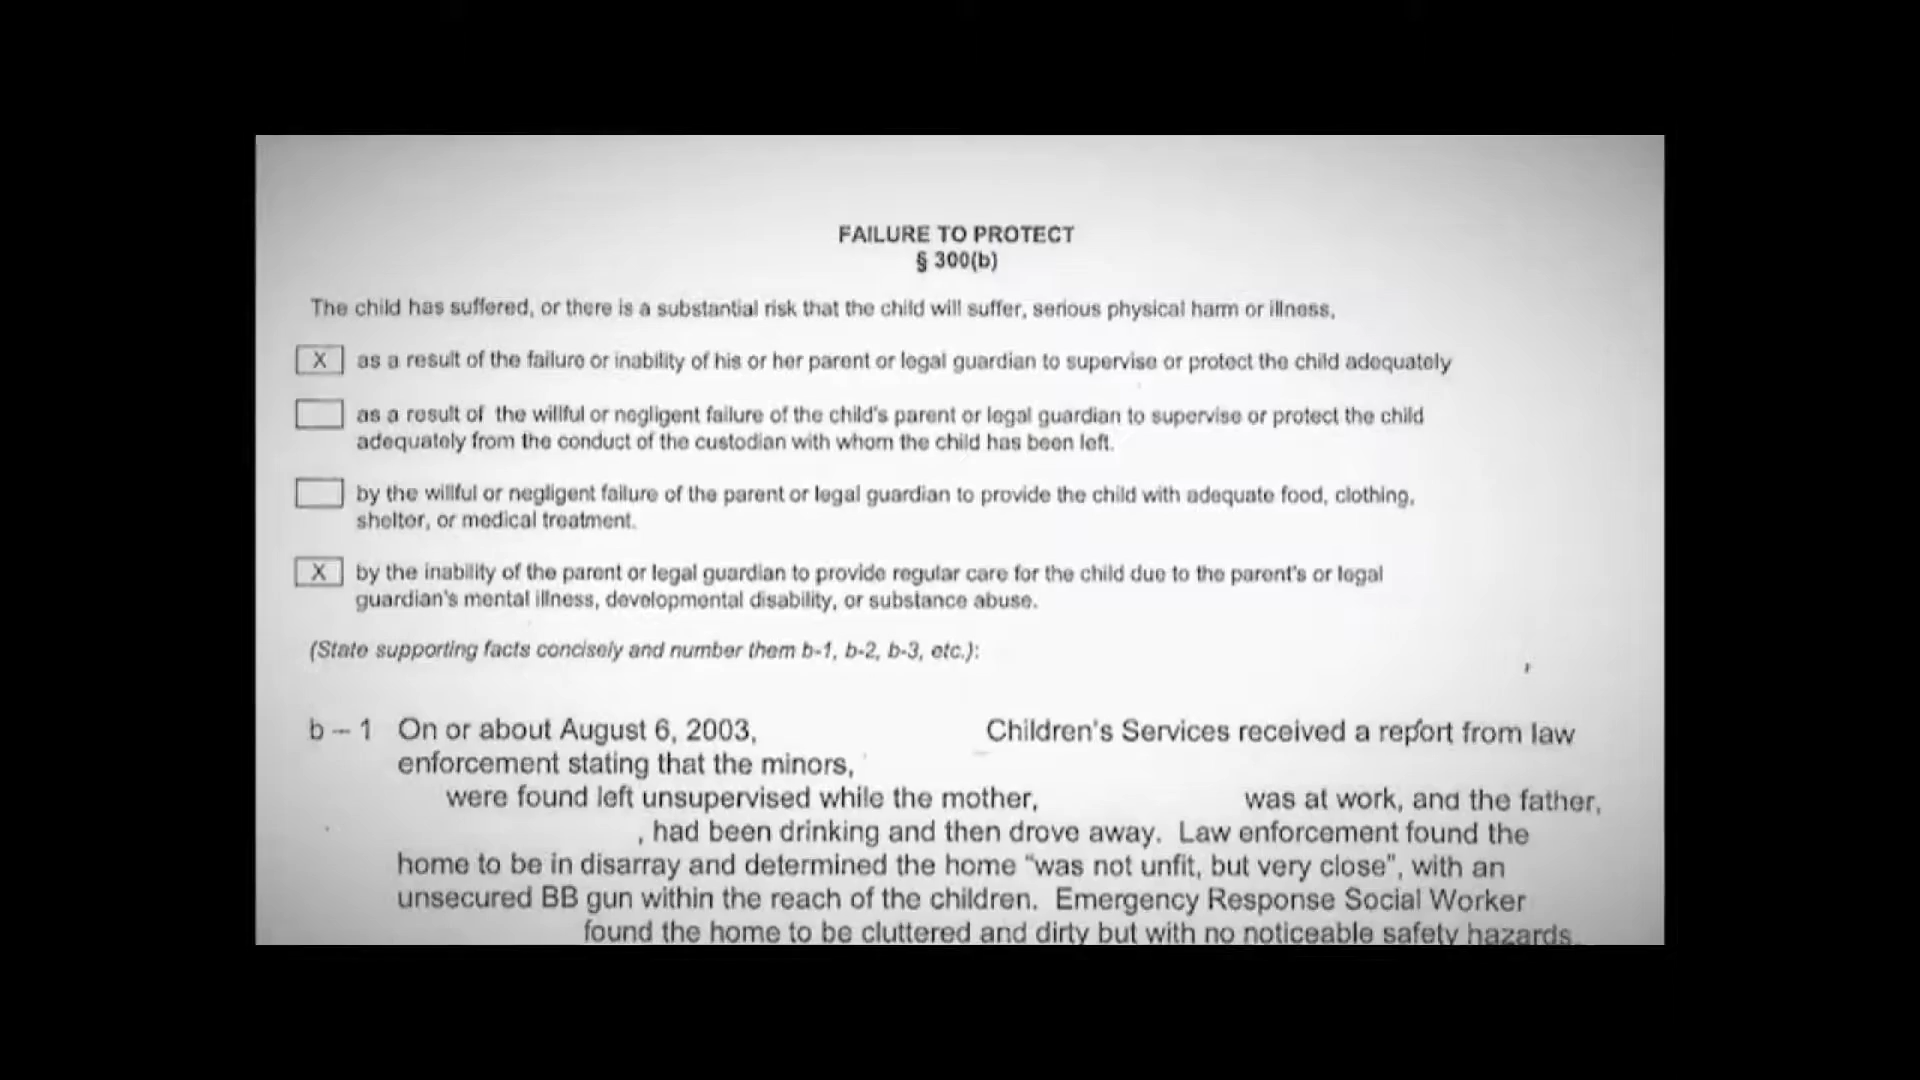 FAILURE TO PROTECT
§ 300(b)
The child has suffered, or there is a substantial risk that the child will suffer, serious physical harm or illness,
X as a result of the failure or inability of his or her parent or legal guardian to supervise or protect the child adequately
as a result of the willful or negligent failure of the child's parent or legal guardian to supervise or protect the child
adequately from the conduct of the custodian with whom the child has been left.
by the willful or negligent failure of the parent or legal guardian to provide the child with adequate food, clothing,
shelter, or medical treatment.
X by the inability of the parent or legal guardian to provide regular care for the child due to the parent's or legal
guardian's mental illness, developmental disability, or substance abuse.
(State supporting facts concisely and number them b-1, b-2, b-3, etc.):
b – 1 On or about August 6, 2003, Children's Services received a report from law
enforcement stating that the minors,
were found left unsupervised while the mother, was at work, and the father,
, had been drinking and then drove away. Law enforcement found the
home to be in disarray and determined the home “was not unfit, but very close”, with an
unsecured BB gun within the reach of the children. Emergency Response Social Worker
found the home to be cluttered and dirty but with no noticeable safety hazards.